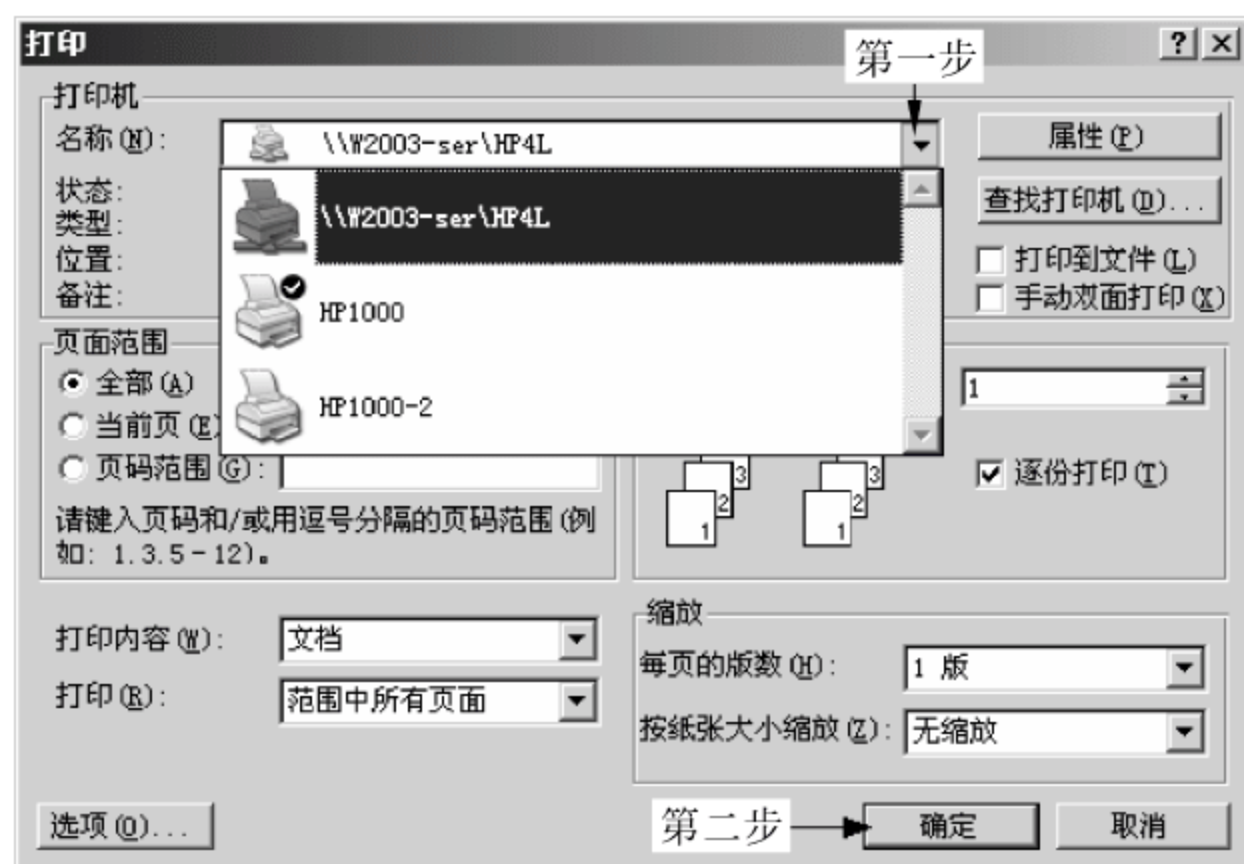 打印
第一步
打印机
名称(N): \\W2003-ser\HP4L 属性(P)
状态:
\\W2003-ser\HP4L
查找打印机(D)...
类型:
位置:
打印到文件(L)
备注:
HP1000
手动双面打印(X)
页面范围
全部(A)
HP1000-2
1
当前页(E)
页码范围(G):
逐份打印(T)
请键入页码和/或用逗号分隔的页码范围(例
如: 1.3.5-12)。
3
2
1
3
2
1
缩放
打印内容(W): 文档
每页的版数(H): 1 版
打印(R): 范围中所有页面
按纸张大小缩放(Z): 无缩放
选项(O)...
第二步
确定
取消